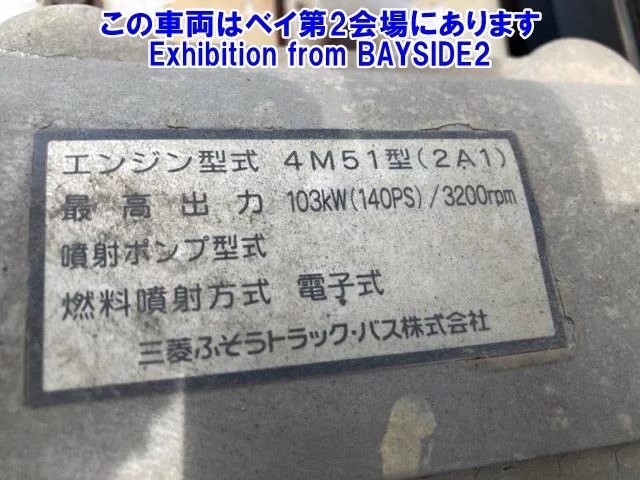 この車両はベイ第2会場にあります
Exhibition from BAYSIDE2
エンジン型式 4M51型(2A1)
最高出力 103kW(140PS)/3200rpm
噴射ポンプ型式
燃料噴射方式 電子式
三菱ふそうトラック・バス株式会社